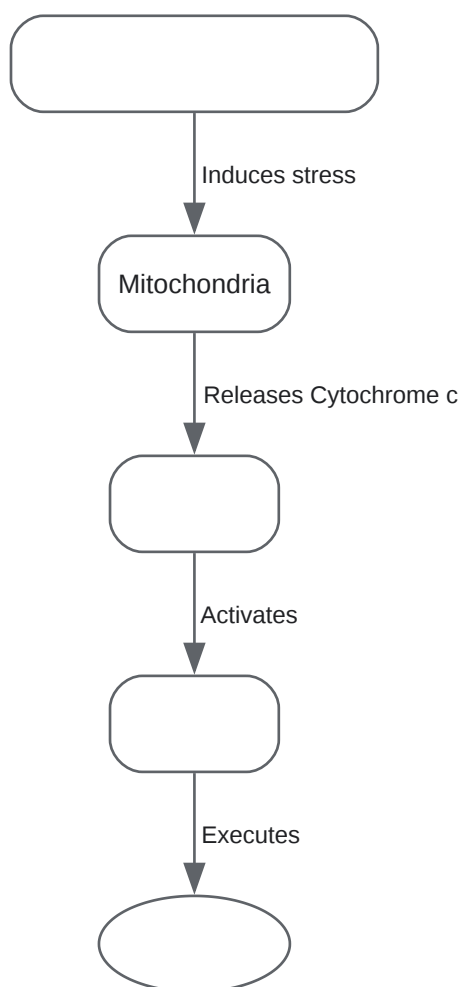 Induces stress
Mitochondria
Releases Cytochrome c
Activates
Executes